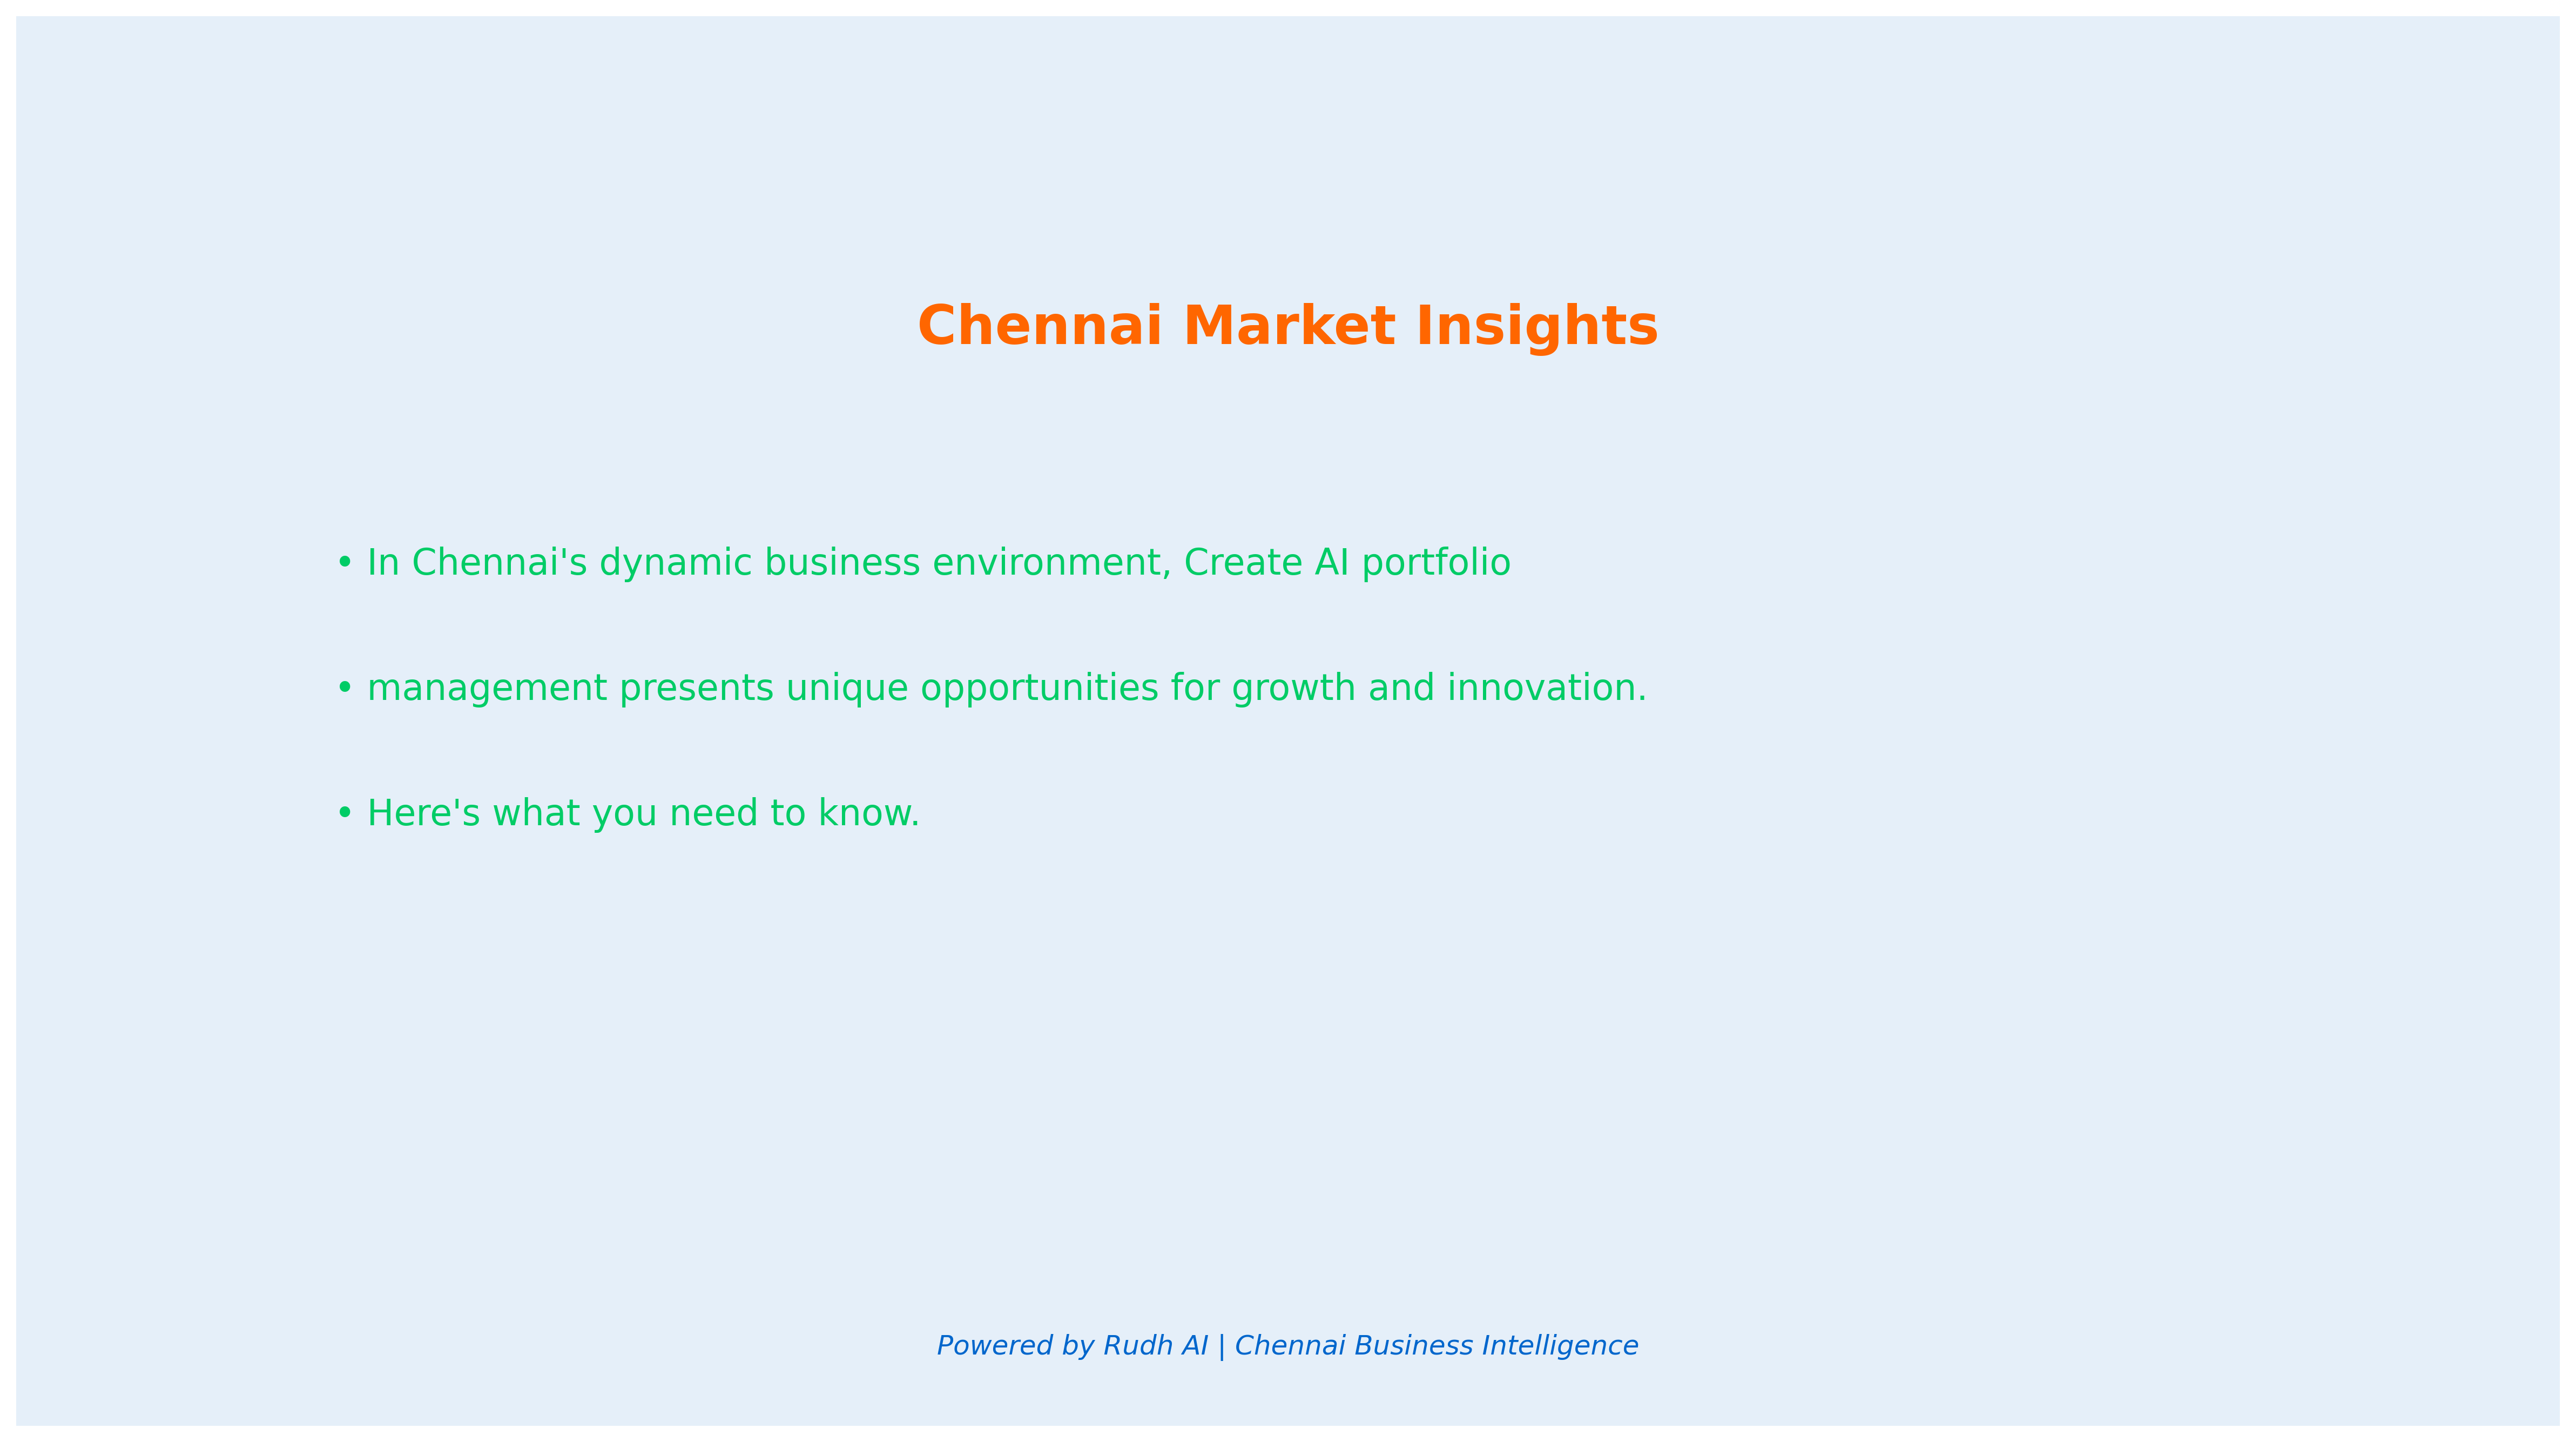 Chennai Market Insights
• In Chennai's dynamic business environment, Create AI portfolio
• management presents unique opportunities for growth and innovation.
• Here's what you need to know.
Powered by Rudh AI | Chennai Business Intelligence